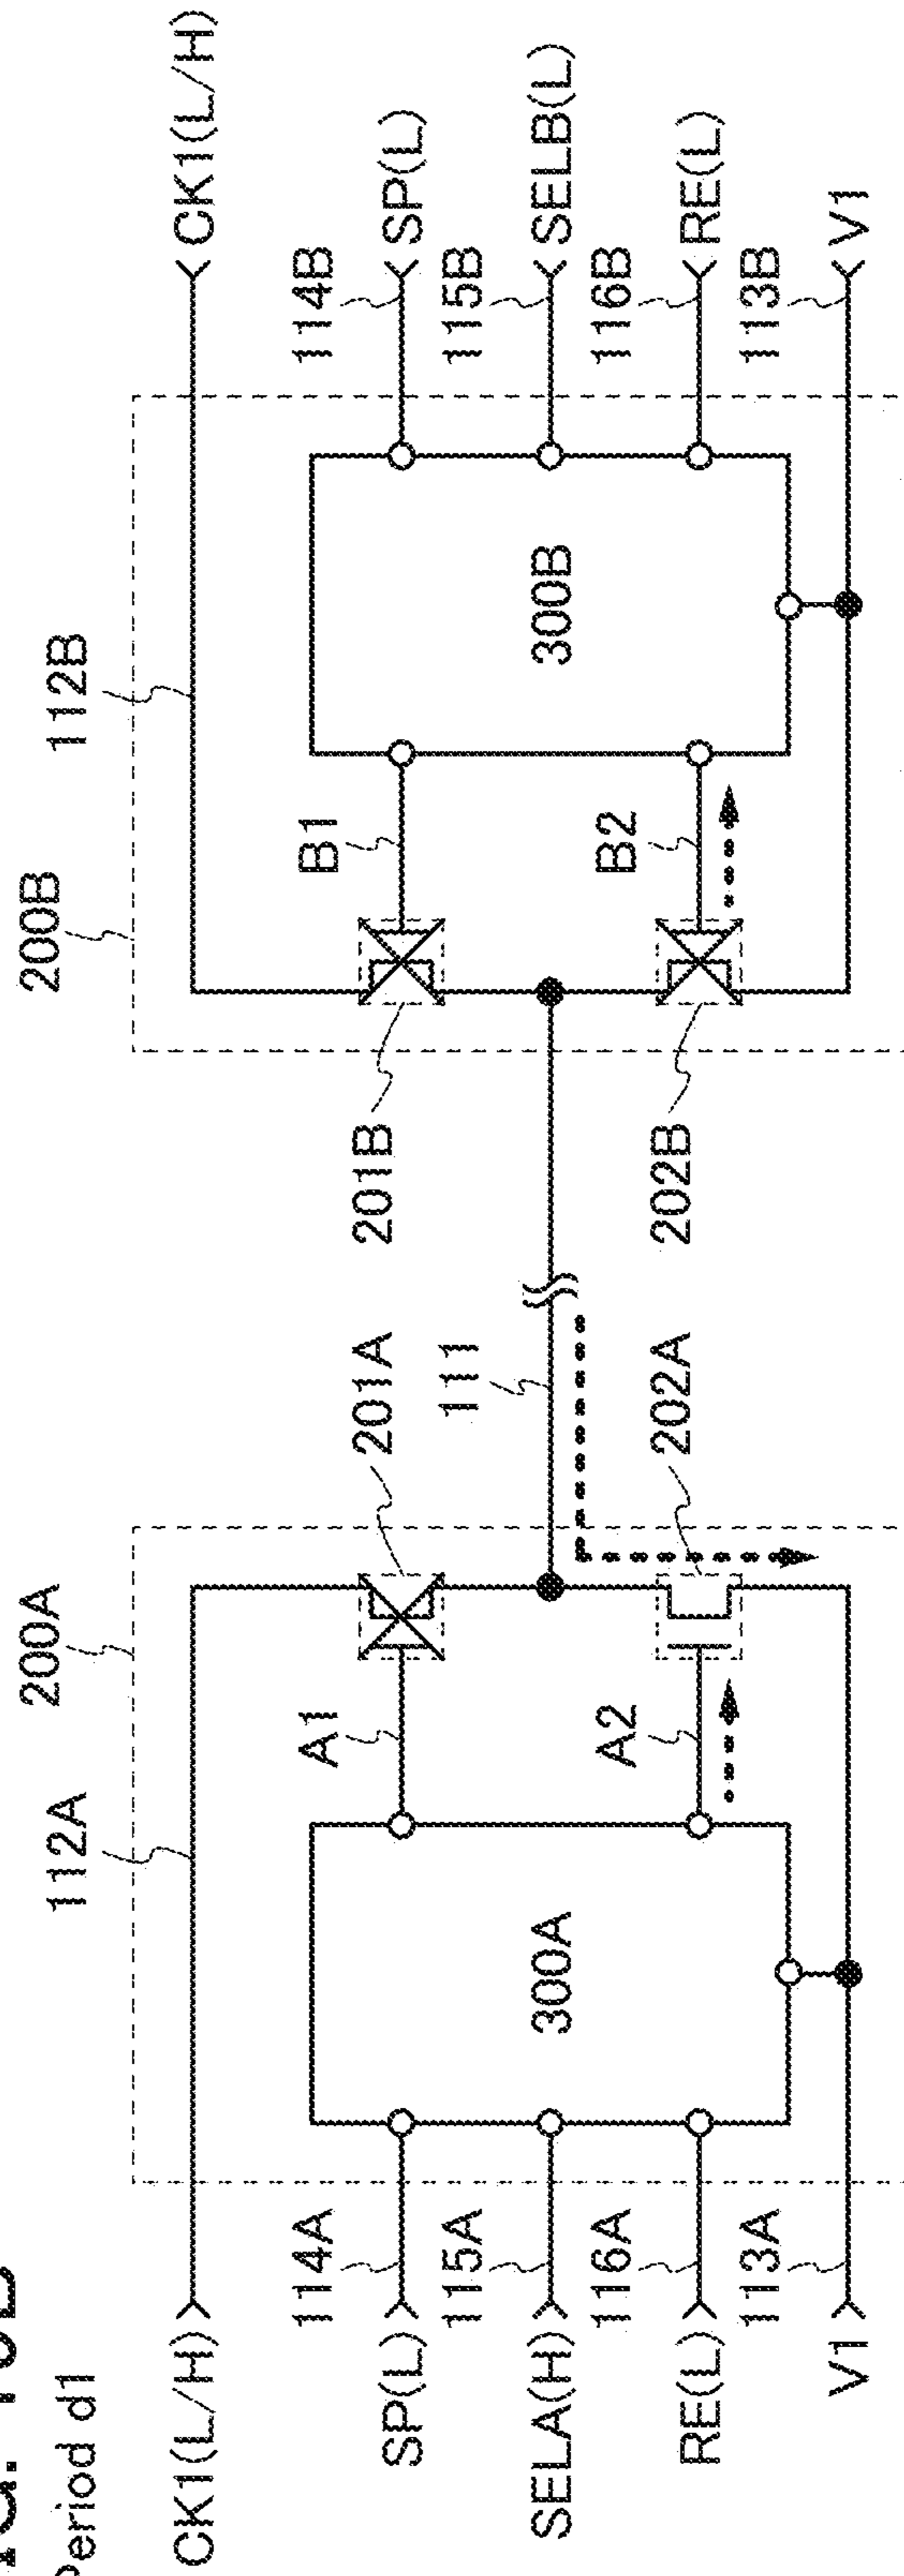 Period d1
200A
200B
112A
112B
CK1(L/H)
CK1(L/H)
114A
SP(L)
A1
201A
201B
B1
114B
SP(L)
115A
SELA(H)
300A
111
300B
115B
SELB(L)
116A
RE(L)
A2
202A
202B
B2
116B
RE(L)
113A
V1
113B
V1